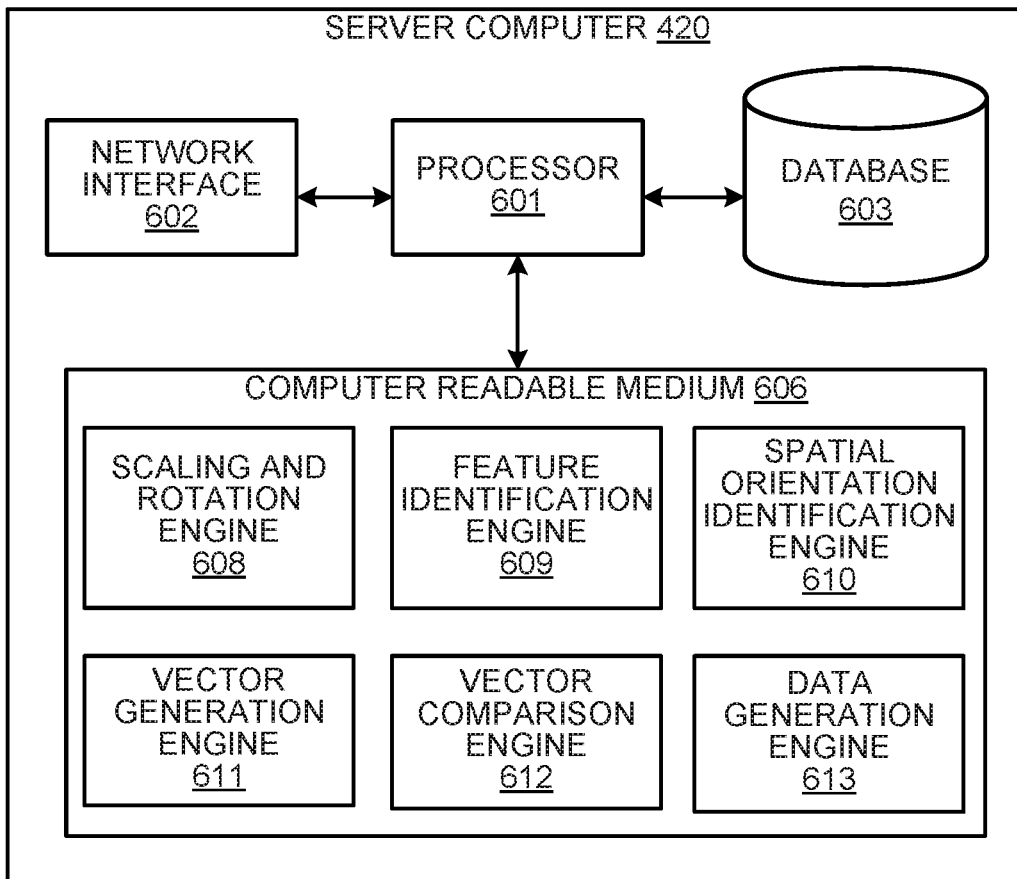 SERVER COMPUTER 420
NETWORK
INTERFACE
602
PROCESSOR
601
DATABASE
603
COMPUTER READABLE MEDIUM 606
SCALING AND
ROTATION
ENGINE
608
FEATURE
IDENTIFICATION
ENGINE
609
SPATIAL
ORIENTATION
IDENTIFICATION
ENGINE
610
VECTOR
GENERATION
ENGINE
611
VECTOR
COMPARISON
ENGINE
612
DATA
GENERATION
ENGINE
613